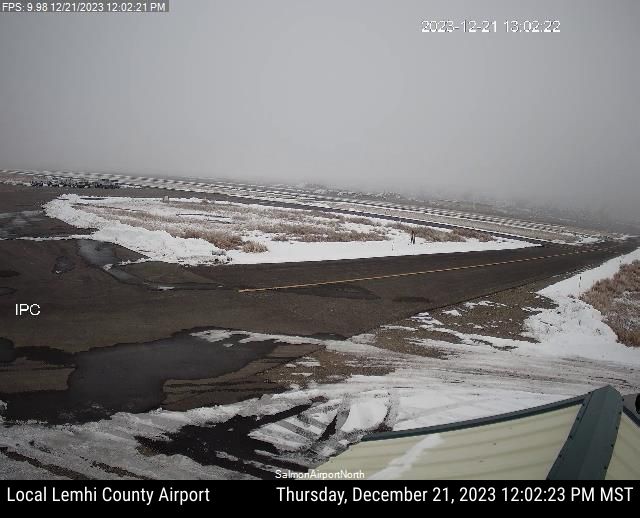 FPS: 9.98 12/21/2023 12:02:21 PM
2023-12-21 13:02:22
IPC
SalmonAirportNorth
Local Lemhi County Airport
Thursday, December 21, 2023 12:02:23 PM MST